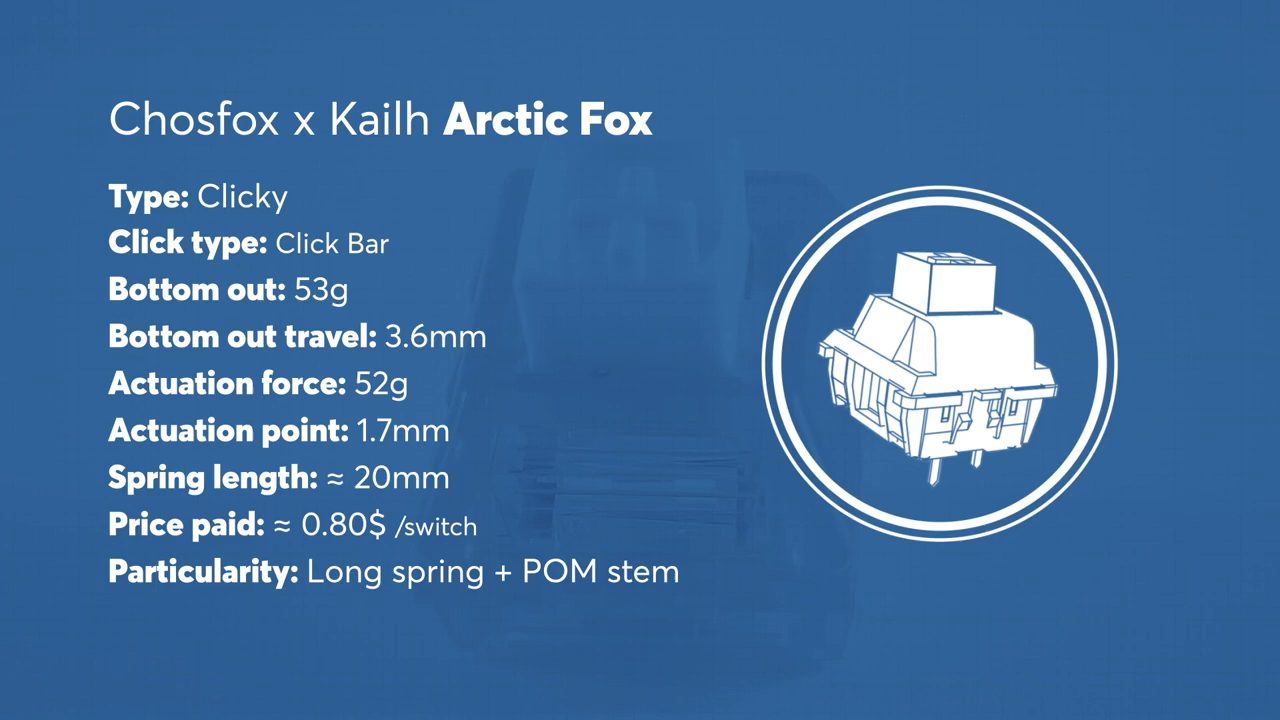 Chosfox x Kailh Arctic Fox
Type: Clicky
Click type: Click Bar
Bottom out: 53g
Bottom out travel: 3.6mm
Actuation force: 52g
Actuation point: 1.7mm
Spring length: ≈ 20mm
Price paid: ≈ 0.80$ /switch
Particularity: Long spring + POM stem